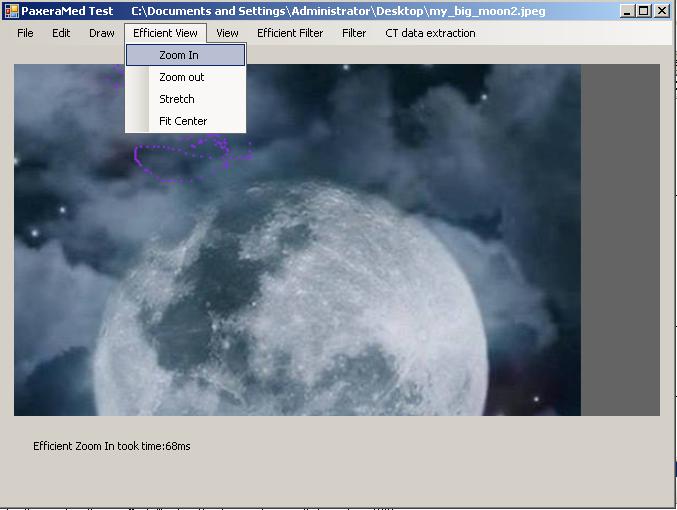 PaxeraMed Test C:\Documents and Settings\Administrator\Desktop\my_big_moon2.jpeg
File Edit Draw Efficient View View Efficient Filter Filter CT data extraction
Zoom In
Zoom out
Stretch
Fit Center
Efficient Zoom In took time:68ms